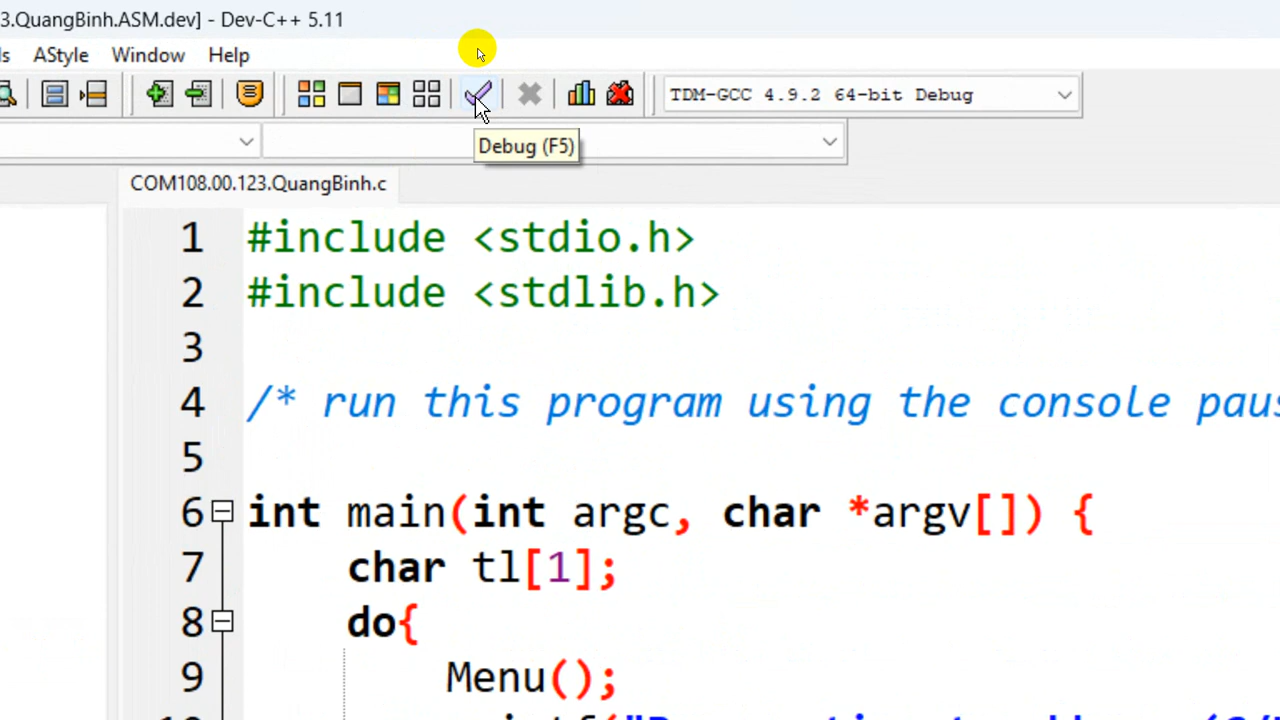 3.QuangBinh.ASM.dev] - Dev-C++ 5.11
AStyle Window Help
TDM-GCC 4.9.2 64-bit Debug
Debug (F5)
COM108.00.123.QuangBinh.c
1 #include <stdio.h>
2 #include <stdlib.h>
3
4 /* run this program using the console
5
6 int main(int argc, char *argv[]) {
7 char tl[1];
8 do{
9 Menu();